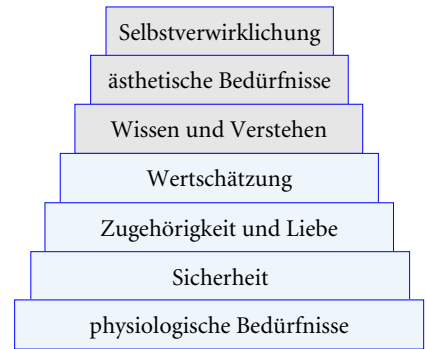 Selbstverwirklichung
ästhetische Bedürfnisse
Wissen und Verstehen
Wertschätzung
Zugehörigkeit und Liebe
Sicherheit
physiologische Bedürfnisse